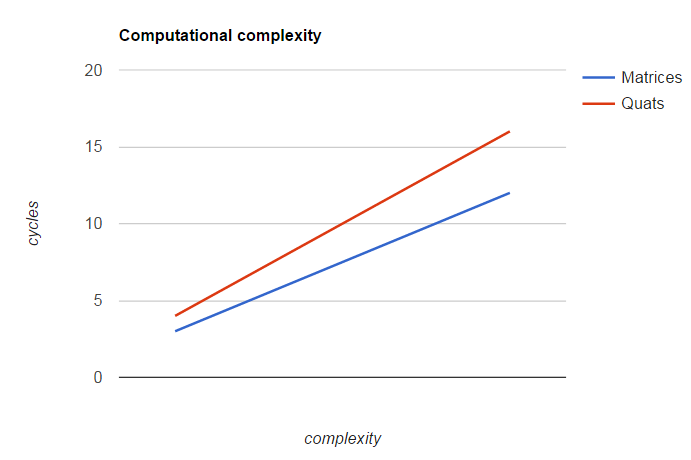 Computational complexity
20
15
10
5
0
cycles
complexity
Matrices
Quats